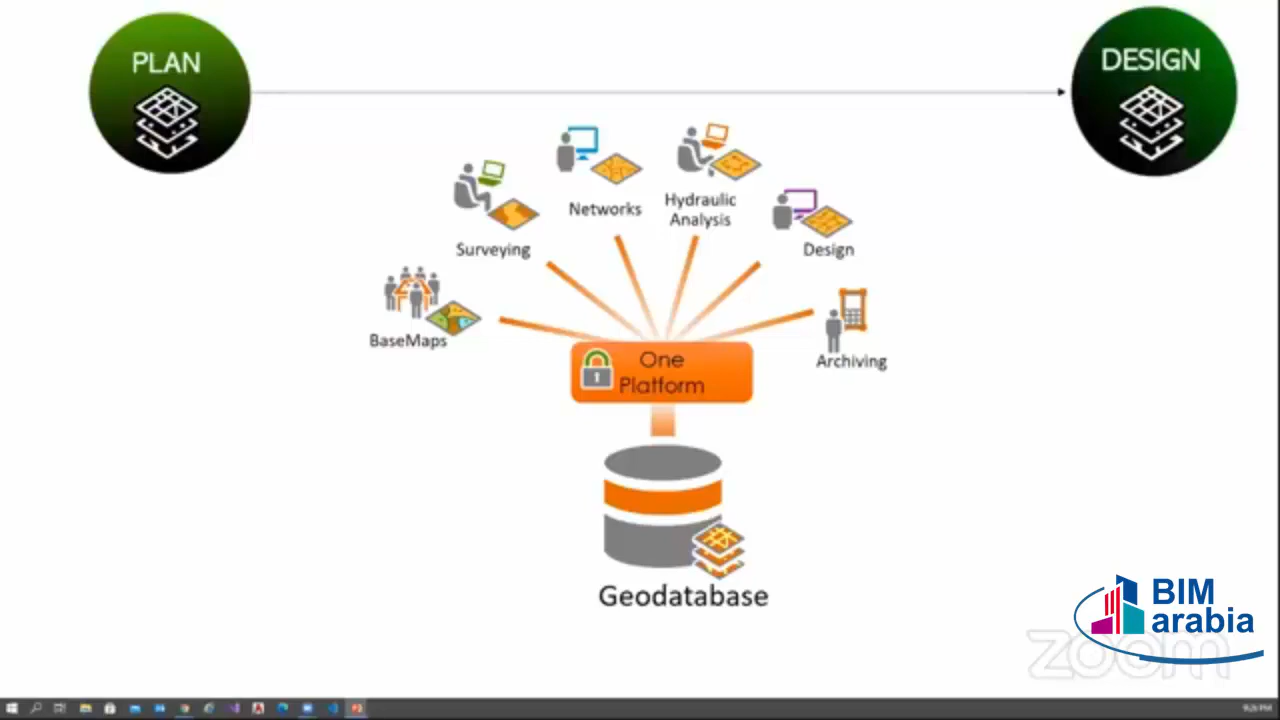 PLAN
DESIGN
Networks
Hydraulic
Analysis
Surveying
Design
BaseMaps
Archiving
One
Platform
Geodatabase
BIM
arabia
zoom